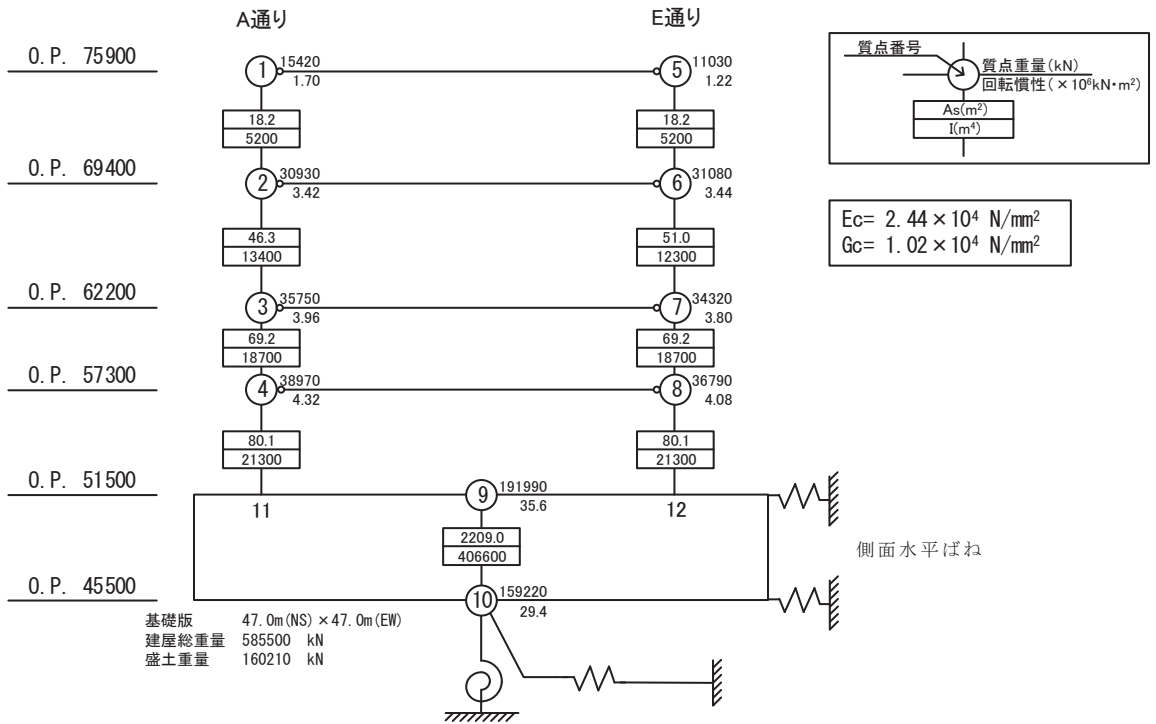 A通り E通り
O.P. 75900 1 15420 5 11030
1.70 1.22
18.2 18.2
5200 5200
O.P. 69400 2 30930 6 31080
3.42 3.44
46.3 51.0
13400 12300
O.P. 62200 3 35750 7 34320
3.96 3.80
69.2 69.2
18700 18700
O.P. 57300 4 38970 8 36790
4.32 4.08
80.1 80.1
21300 21300
O.P. 51500 9 191990
11 35.6 12
2209.0
406600
側面水平ばね
O.P. 45500 10 159220
29.4
基礎版 47.0m(NS)×47.0m(EW)
建屋総重量 585500 kN
盛土重量 160210 kN
質点番号
質点重量(kN)
回転慣性(×10⁶kN・m²)
As(m²)
I(m⁴)
Ec= 2.44×10⁴ N/mm²
Gc= 1.02×10⁴ N/mm²